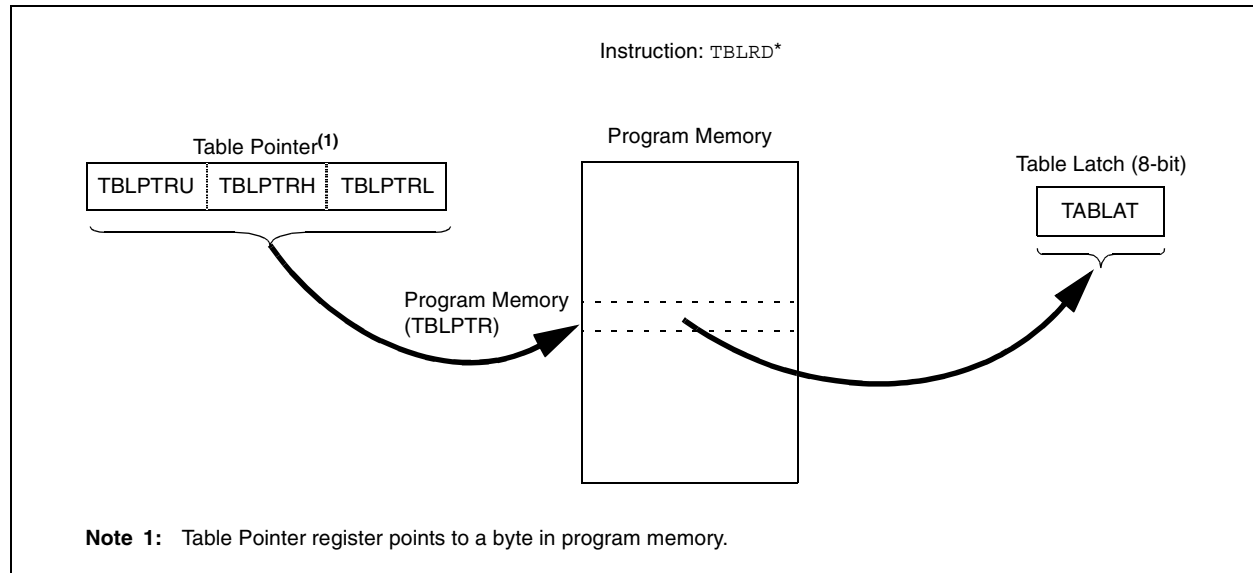 Instruction: TBLRD*
Table Pointer(1)
TBLPTRU TBLPTRH TBLPTRL
Program Memory
(TBLPTR)
Program Memory
Table Latch (8-bit)
TABLAT
Note 1: Table Pointer register points to a byte in program memory.